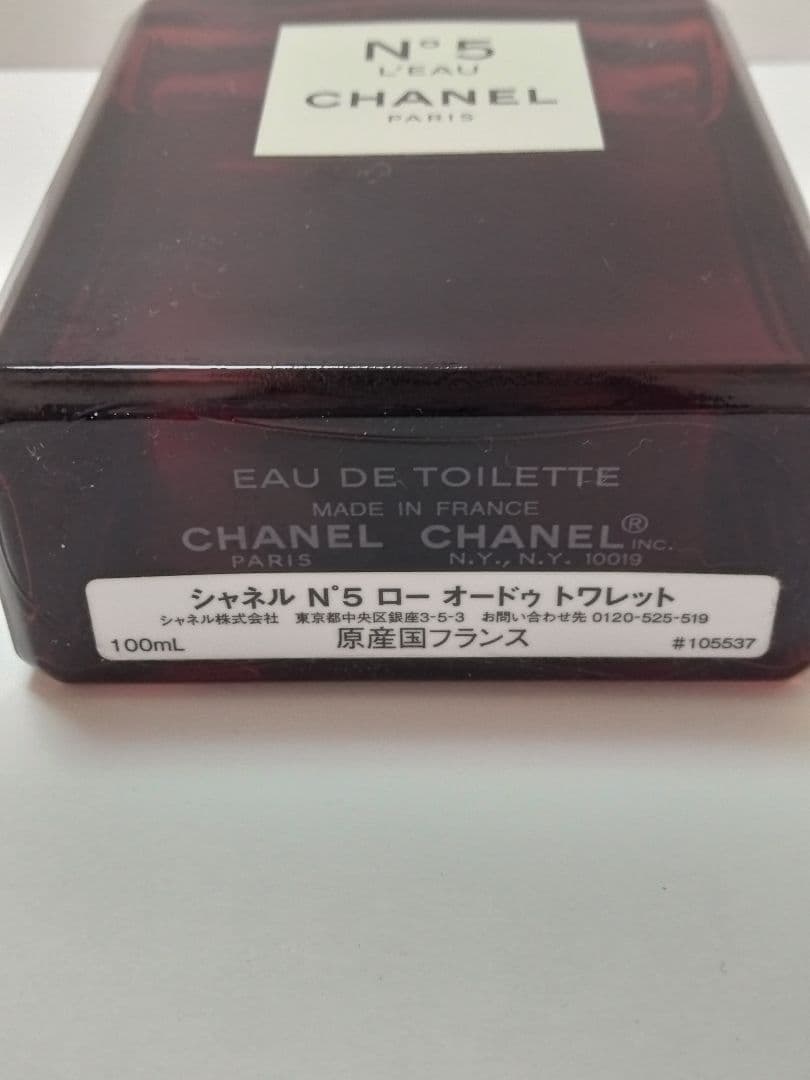 N° 5
L'EAU
CHANEL
PARIS
EAU DE TOILETTE
MADE IN FRANCE
CHANEL CHANEL® INC.
PARIS N.Y., N.Y. 10019
シャネル N°5 ロー オードゥ トワレット
シャネル株式会社 東京都中央区銀座3-5-3 お問い合わせ先 0120-525-519
100mL 原産国フランス #105537